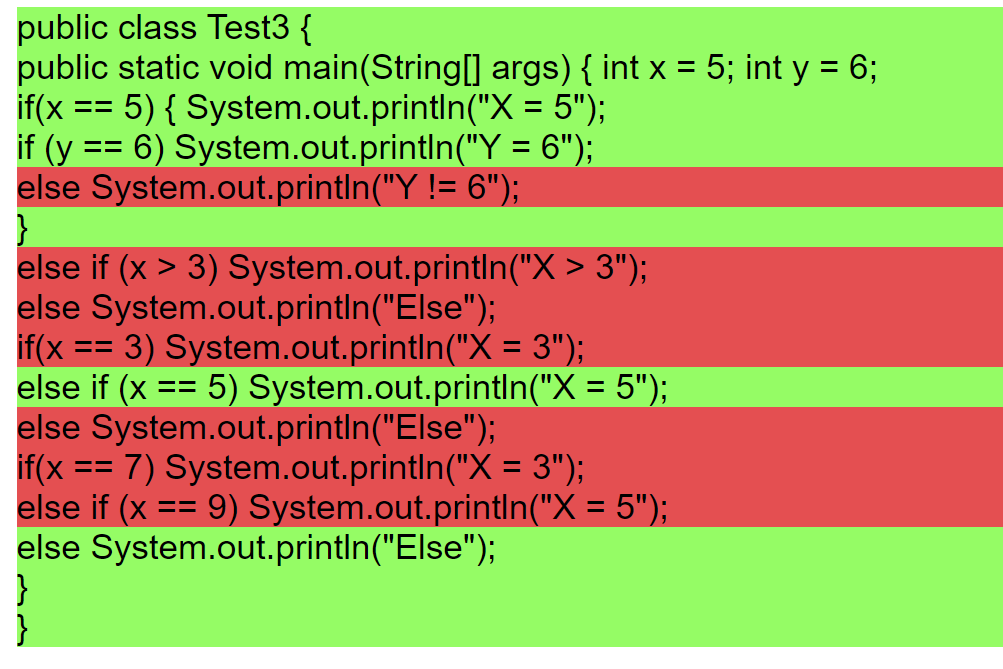 public class Test3 {
public static void main(String[] args) { int x = 5; int y = 6;
if(x == 5) { System.out.println("X = 5");
if (y == 6) System.out.println("Y = 6");
else System.out.println("Y != 6");
}
else if (x > 3) System.out.println("X > 3");
else System.out.println("Else");
if(x == 3) System.out.println("X = 3");
else if (x == 5) System.out.println("X = 5");
else System.out.println("Else");
if(x == 7) System.out.println("X = 3");
else if (x == 9) System.out.println("X = 5");
else System.out.println("Else");
}
}